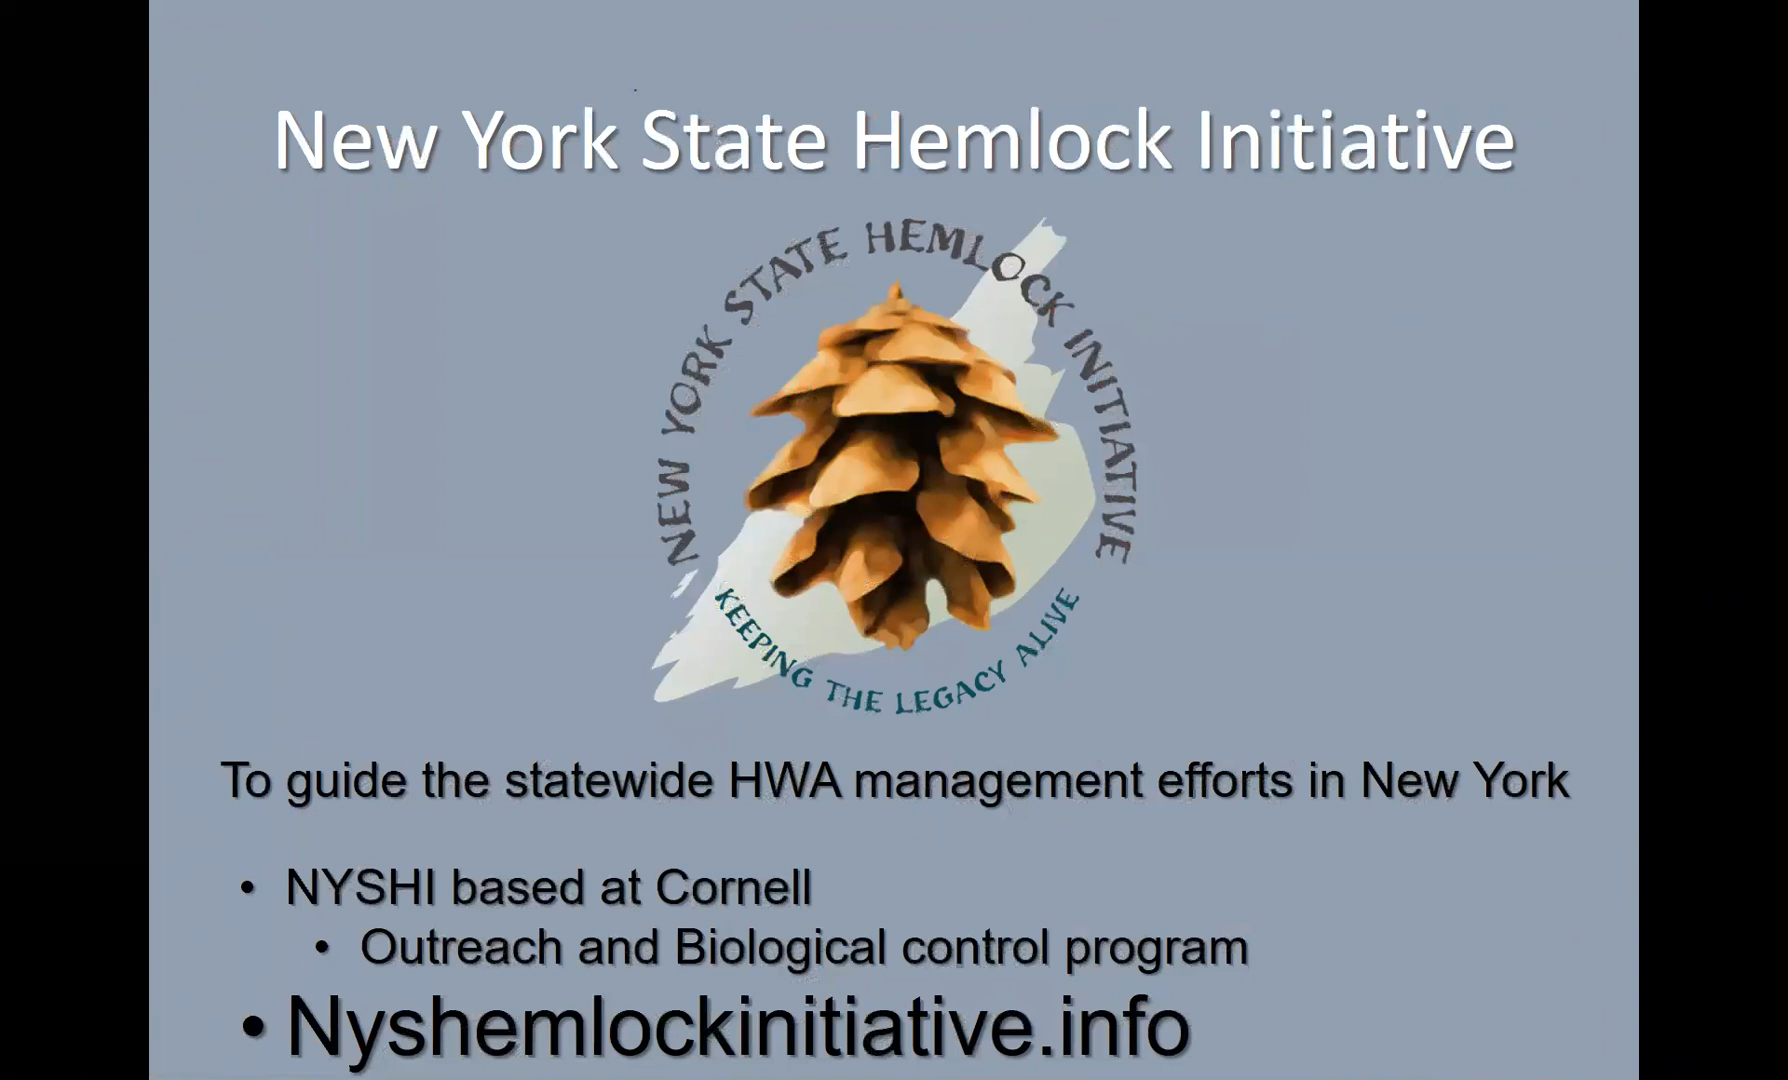 New York State Hemlock Initiative
NEW YORK STATE HEMLOCK INITIATIVE
KEEPING THE LEGACY ALIVE
To guide the statewide HWA management efforts in New York
• NYSHI based at Cornell
• Outreach and Biological control program
• Nyshemlockinitiative.info